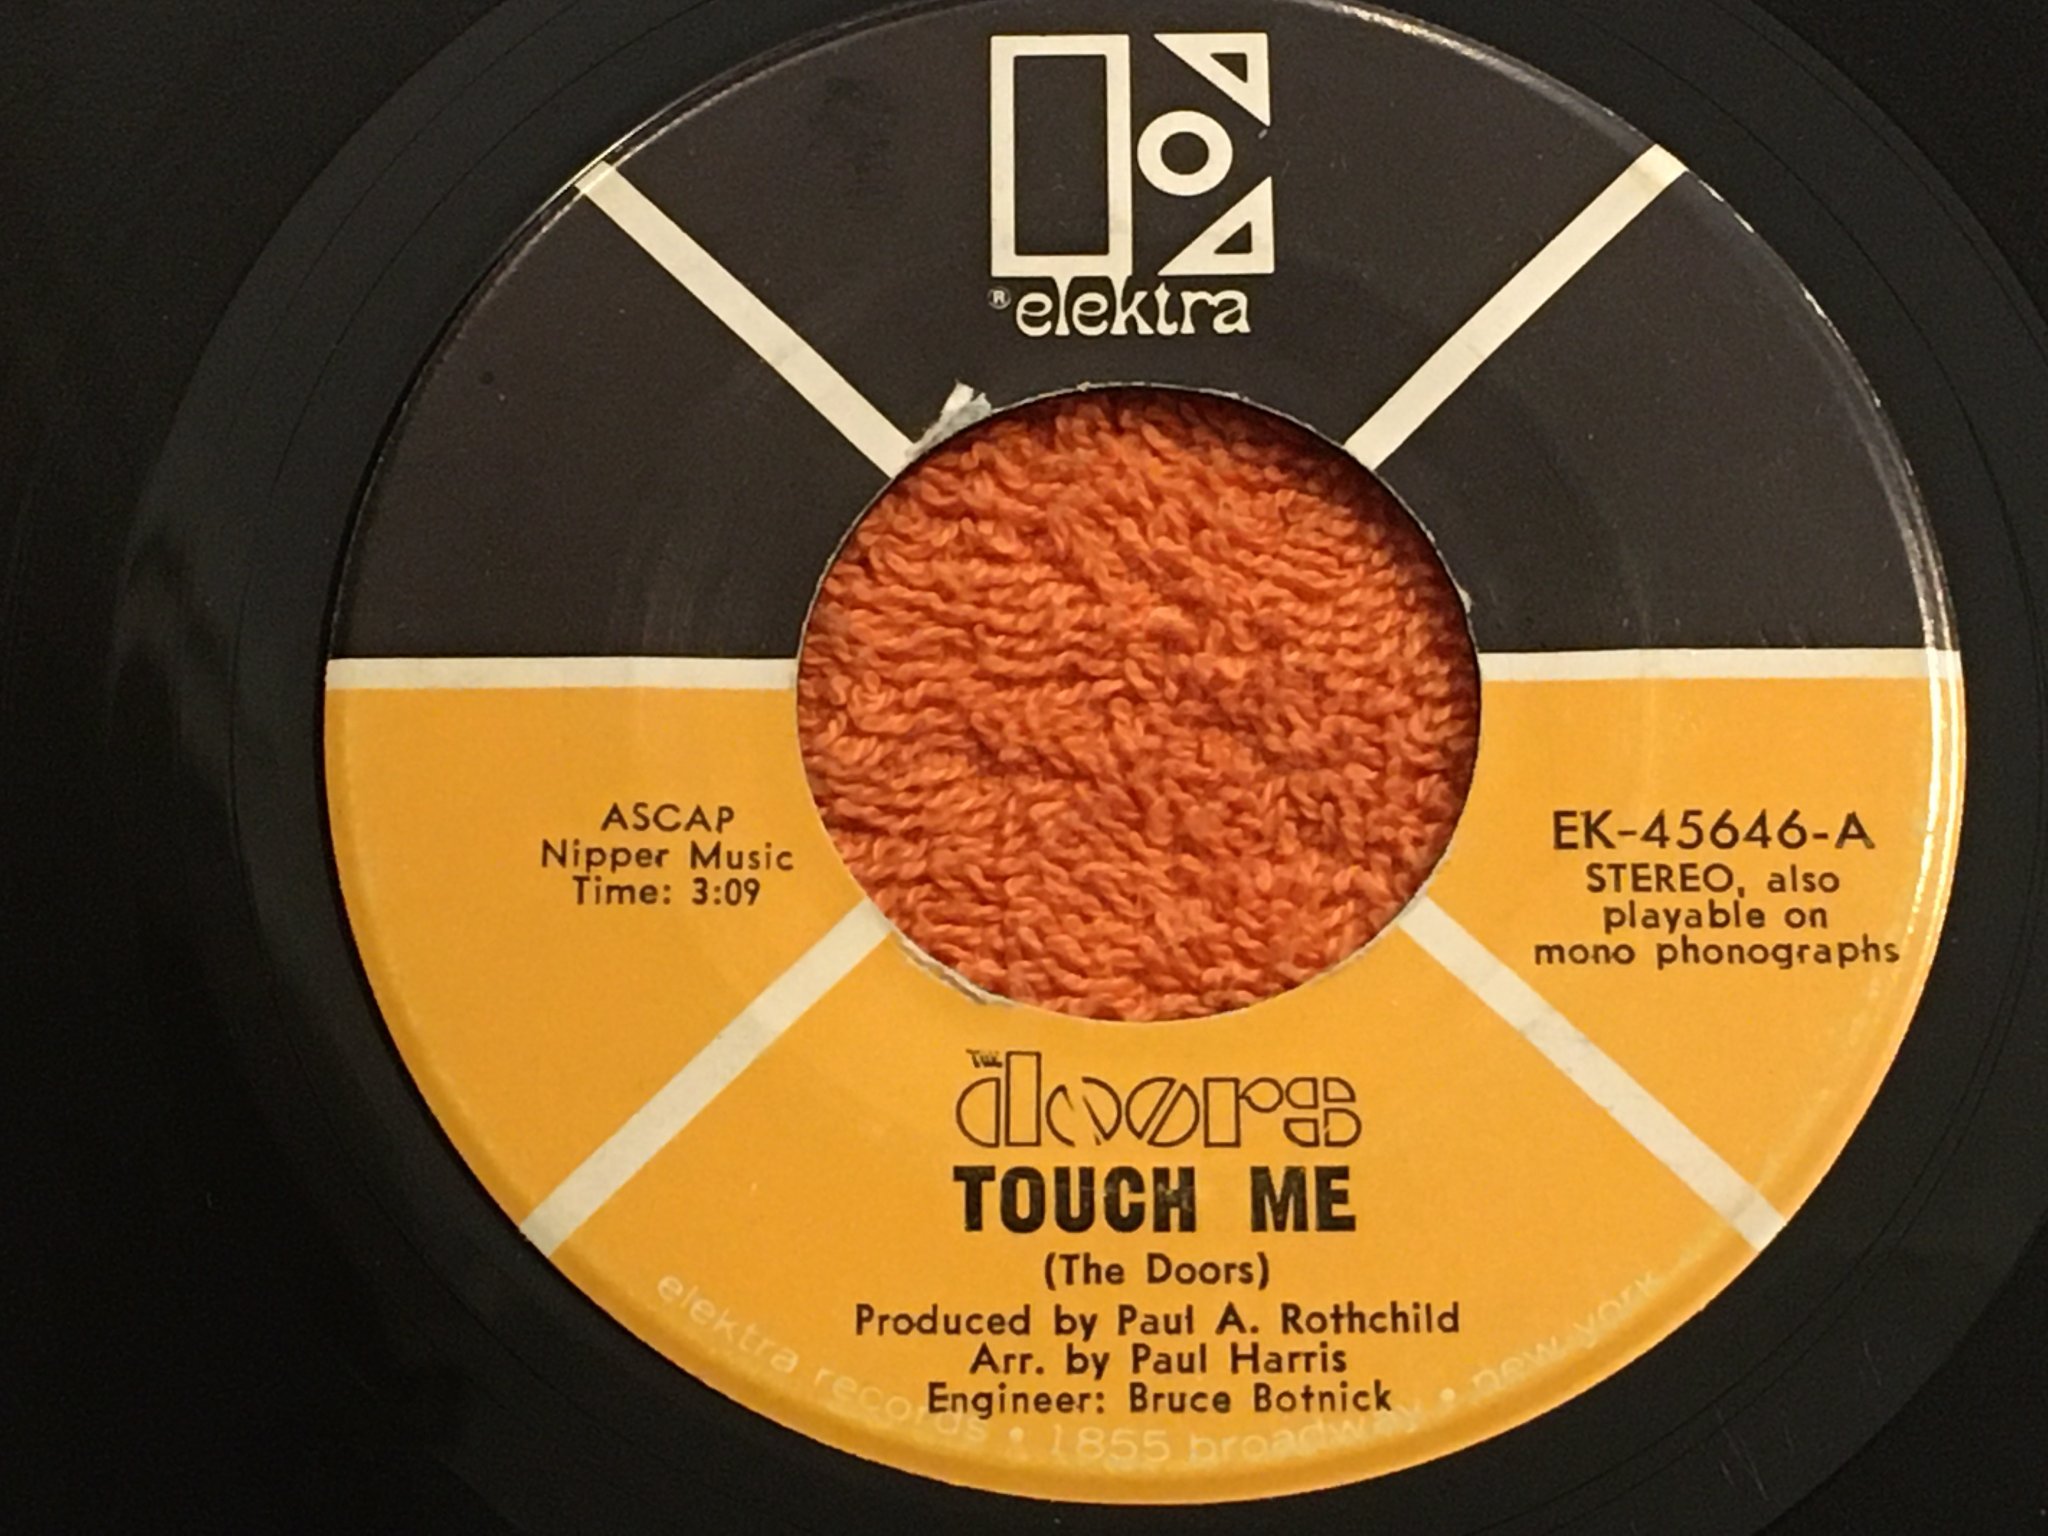 ® elektra
ASCAP
Nipper Music
Time: 3:09
EK-45646-A
STEREO, also
playable on
mono phonographs
THE
doors
TOUCH ME
(The Doors)
Produced by Paul A. Rothchild
Arr. by Paul Harris
Engineer: Bruce Botnick
elektra records • 1855 broadway • new york